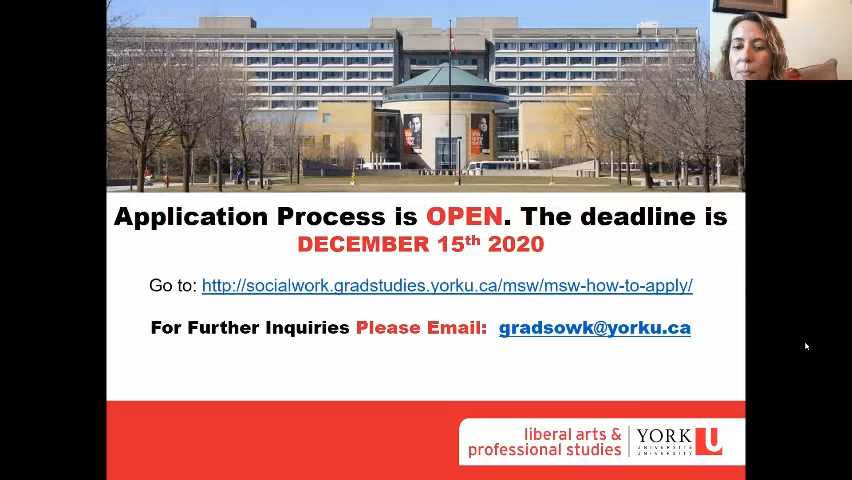 Application Process is OPEN. The deadline is
DECEMBER 15th 2020
Go to: http://socialwork.gradstudies.yorku.ca/msw/msw-how-to-apply/
For Further Inquiries Please Email: gradsowk@yorku.ca
liberal arts &
professional studies
YORK U
UNIVERSITÉ
UNIVERSITY